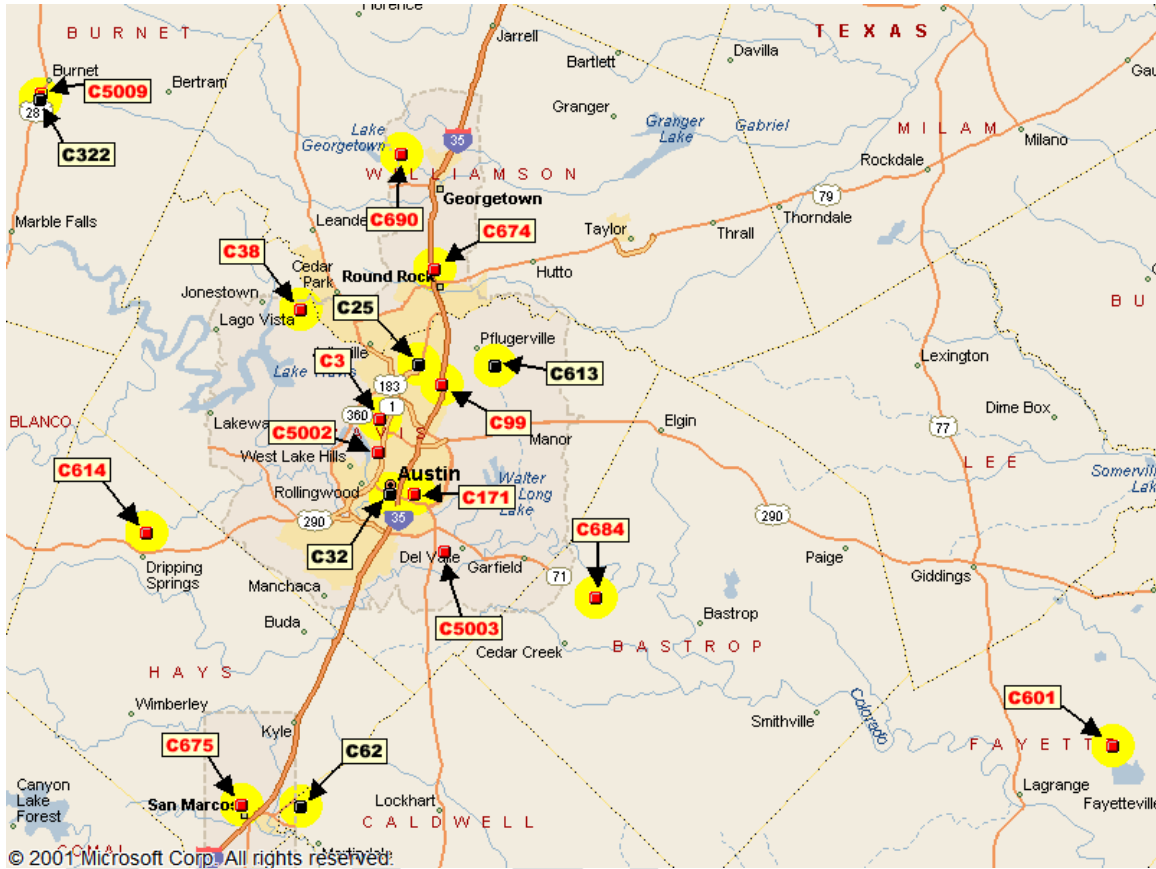 Florence
Jarrell
TEXAS
BURNET
Bartlett
Davilla
Burnet
Bertram
C5009
28
C322
Lake
Georgetown
35
Granger
Granger
Lake
Gabriel
MILAM
Milano
Rockdale
WILLIAMSON
Georgetown
79
Marble Falls
Leande
C690
C674
Taylor
Thrall
Thorndale
C38
Cedar
Park
Round Rock
Hutto
Jonestown
C25
BU
Lago Vista
Pflugerville
C3
C613
Lexington
183
1
360
C99
Dime Box
BLANCO
Lakewa
C5002
Manor
Elgin
77
LEE
West Lake Hills
Austin
Walter
Long
Lake
Somerville
Lake
C614
Rollingwood
C171
290
35
C684
290
C32
Del Valle
Garfield
71
Paige
Giddings
Dripping
Springs
Manchaca
Bastrop
Buda
C5003
Cedar Creek
BASTROP
HAYS
Wimberley
Smithville
Colorado
C601
Kyle
C675
C62
FAYETTE
Canyon
Lake
Forest
San Marcos
Lockhart
CALDWELL
Lagrange
Fayetteville
COMAL
Martindale
© 2001 Microsoft Corp. All rights reserved.